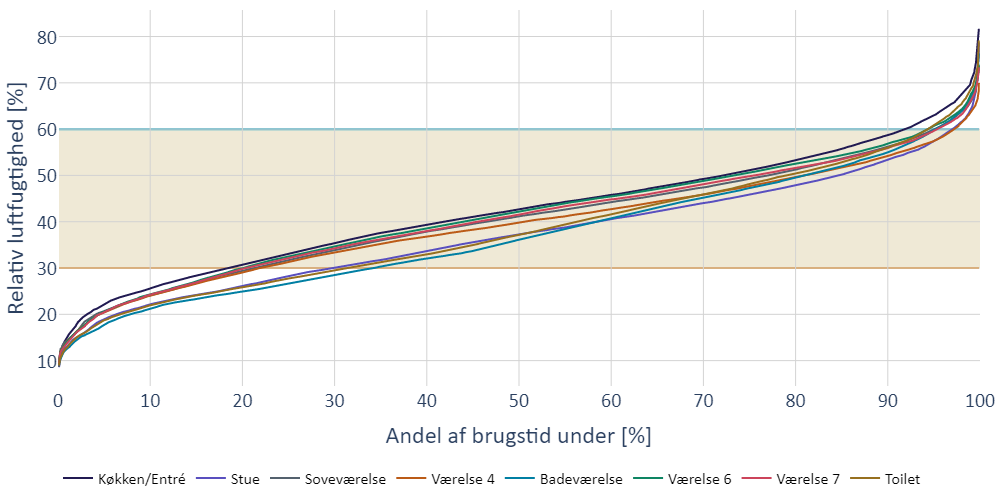 Relativ luftfugtighed [%]
80
70
60
50
40
30
20
10
0 10 20 30 40 50 60 70 80 90 100
Andel af brugstid under [%]
Køkken/Entré Stue Soveværelse Værelse 4 Badeværelse Værelse 6 Værelse 7 Toilet